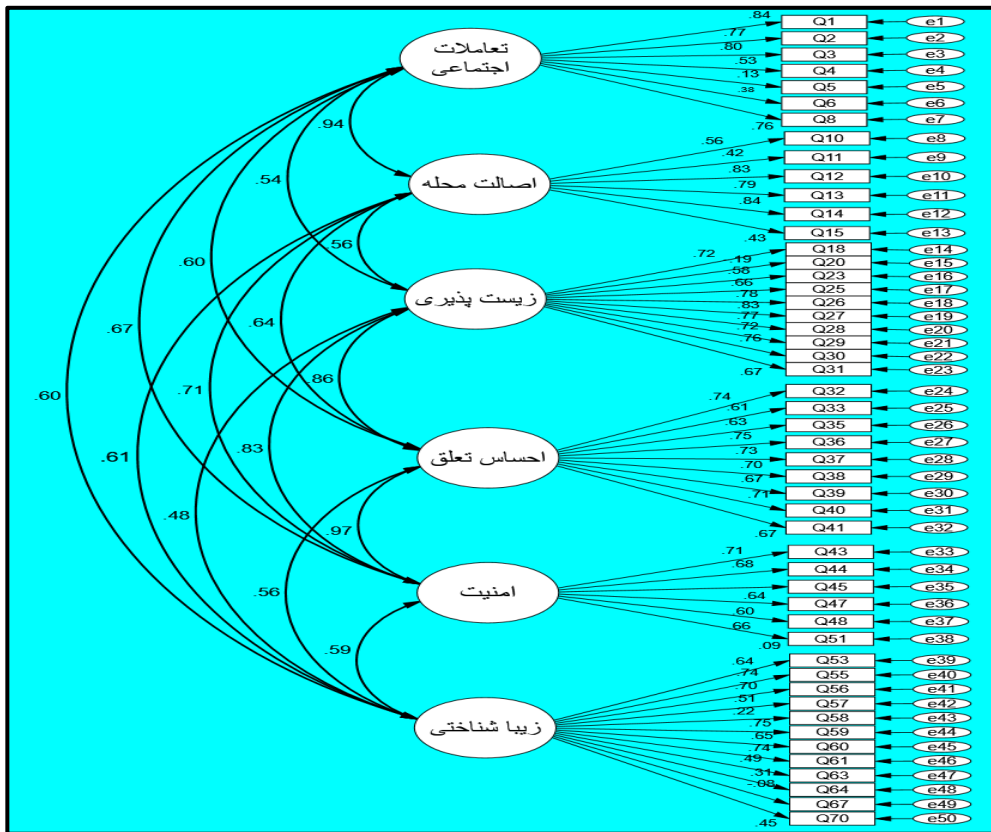 تعاملات
اجتماعی
.84 Q1 e1
.77 Q2 e2
.80 Q3 e3
.53 Q4 e4
.13 Q5 e5
.38 Q6 e6
.76 Q8 e7
.94
اصالت محله
.56 Q10 e8
.42 Q11 e9
.83 Q12 e10
.79 Q13 e11
.84 Q14 e12
.43 Q15 e13
.54
.56
.60
زیست پذیری
.72 Q18 e14
-.19 Q20 e15
.58 Q23 e16
.66 Q25 e17
.78 Q26 e18
.83 Q27 e19
.77 Q28 e20
.72 Q29 e21
.76 Q30 e22
.67 Q31 e23
.64
.67
.86
.71
.60
احساس تعلق
.74 Q32 e24
.61 Q33 e25
.63 Q35 e26
.75 Q36 e27
.73 Q37 e28
.70 Q38 e29
.67 Q39 e30
.71 Q40 e31
.67 Q41 e32
.83
.61
.48
.97
امنیت
.71 Q43 e33
.68 Q44 e34
.64 Q45 e35
.60 Q47 e36
.66 Q48 e37
.09 Q51 e38
.56
.59
زیبا شناختی
.64 Q53 e39
.74 Q55 e40
.70 Q56 e41
.51 Q57 e42
.22 Q58 e43
.75 Q59 e44
.65 Q60 e45
.74 Q61 e46
.49 Q63 e47
.31 Q64 e48
-.08 Q67 e49
.45 Q70 e50